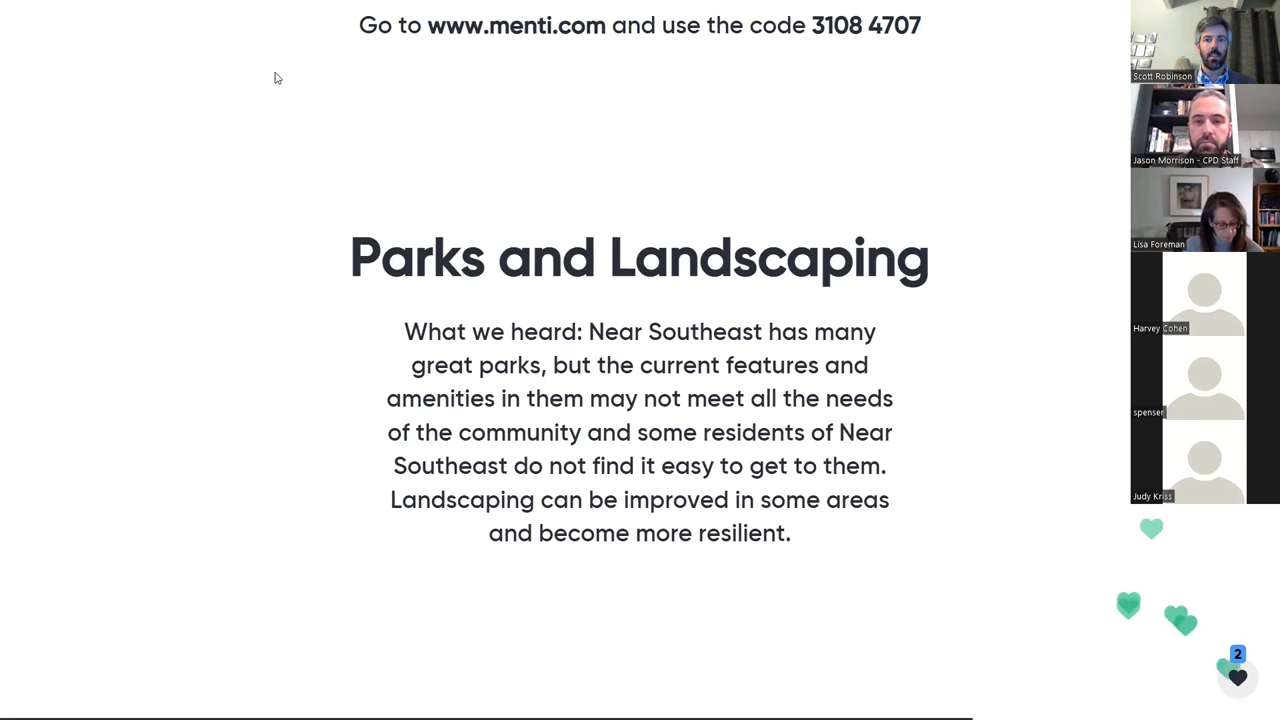 Go to www.menti.com and use the code 3108 4707
Parks and Landscaping
What we heard: Near Southeast has many
great parks, but the current features and
amenities in them may not meet all the needs
of the community and some residents of Near
Southeast do not find it easy to get to them.
Landscaping can be improved in some areas
and become more resilient.
Scott Robinson
Jason Morrison - CPD Staff
Lisa Foreman
Harvey Cohen
spenser
Judy Kriss
2